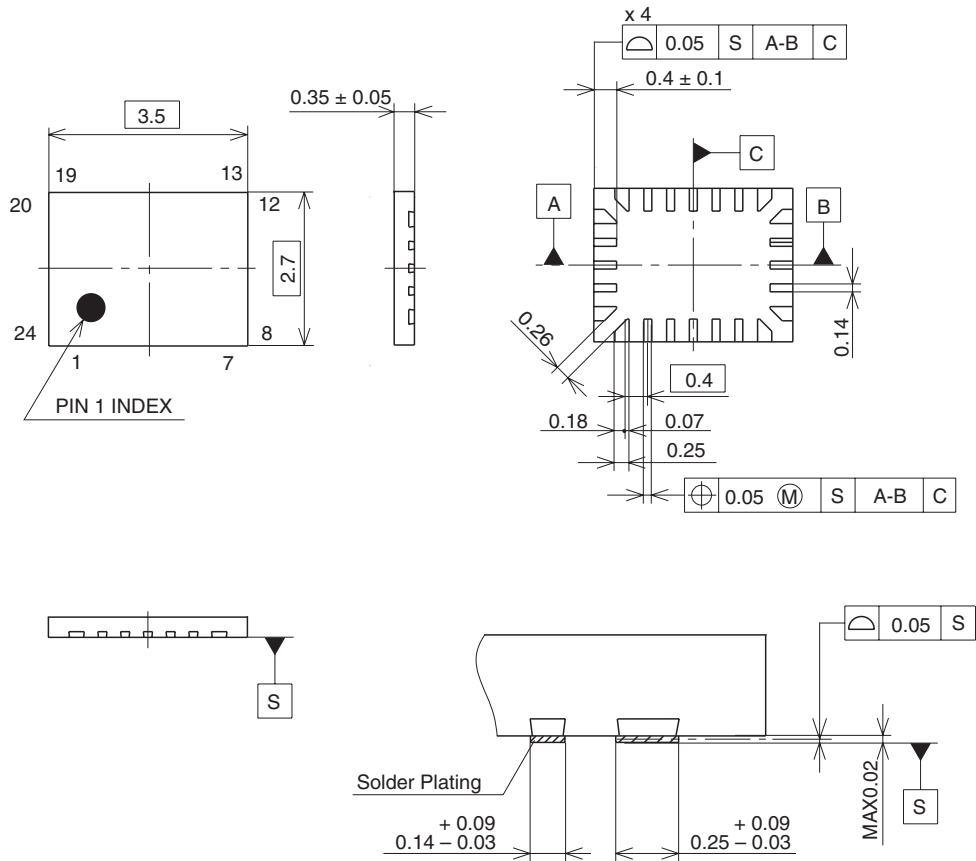 x 4
0.05 S A-B C
0.35 ± 0.05
0.4 ± 0.1
3.5
C
19 13
20 12
A B
2.7
24 8
1 7
PIN 1 INDEX
0.26
0.14
0.4
0.18 0.07
0.25
0.05 M S A-B C
S
0.05 S
MAX0.02
S
Solder Plating
+ 0.09
0.14 – 0.03
+ 0.09
0.25 – 0.03